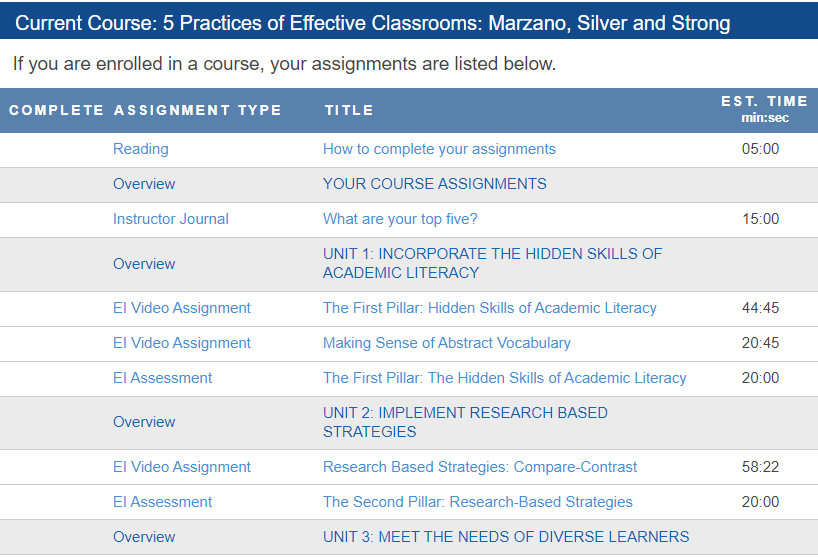 Current Course: 5 Practices of Effective Classrooms: Marzano, Silver and Strong
If you are enrolled in a course, your assignments are listed below.
COMPLETE ASSIGNMENT TYPE TITLE EST. TIME
min:sec
Reading How to complete your assignments 05:00
Overview YOUR COURSE ASSIGNMENTS
Instructor Journal What are your top five? 15:00
Overview UNIT 1: INCORPORATE THE HIDDEN SKILLS OF
ACADEMIC LITERACY
EI Video Assignment The First Pillar: Hidden Skills of Academic Literacy 44:45
EI Video Assignment Making Sense of Abstract Vocabulary 20:45
EI Assessment The First Pillar: The Hidden Skills of Academic Literacy 20:00
Overview UNIT 2: IMPLEMENT RESEARCH BASED
STRATEGIES
EI Video Assignment Research Based Strategies: Compare-Contrast 58:22
EI Assessment The Second Pillar: Research-Based Strategies 20:00
Overview UNIT 3: MEET THE NEEDS OF DIVERSE LEARNERS